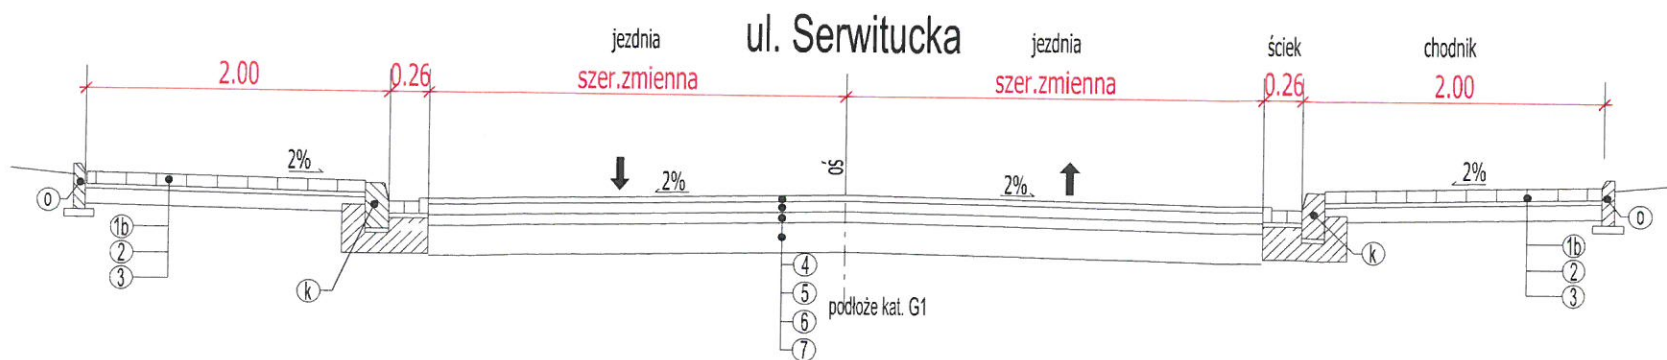 ul. Serwitucka
jezdnia
jezdnia
ściek
chodnik
2.00
0.26
szer.zmienna
szer.zmienna
0.26
2.00
2%
2%
oś
2%
2%
o
1b
2
3
k
4
5
6
7
podłoże kat. G1
k
o
1b
2
3